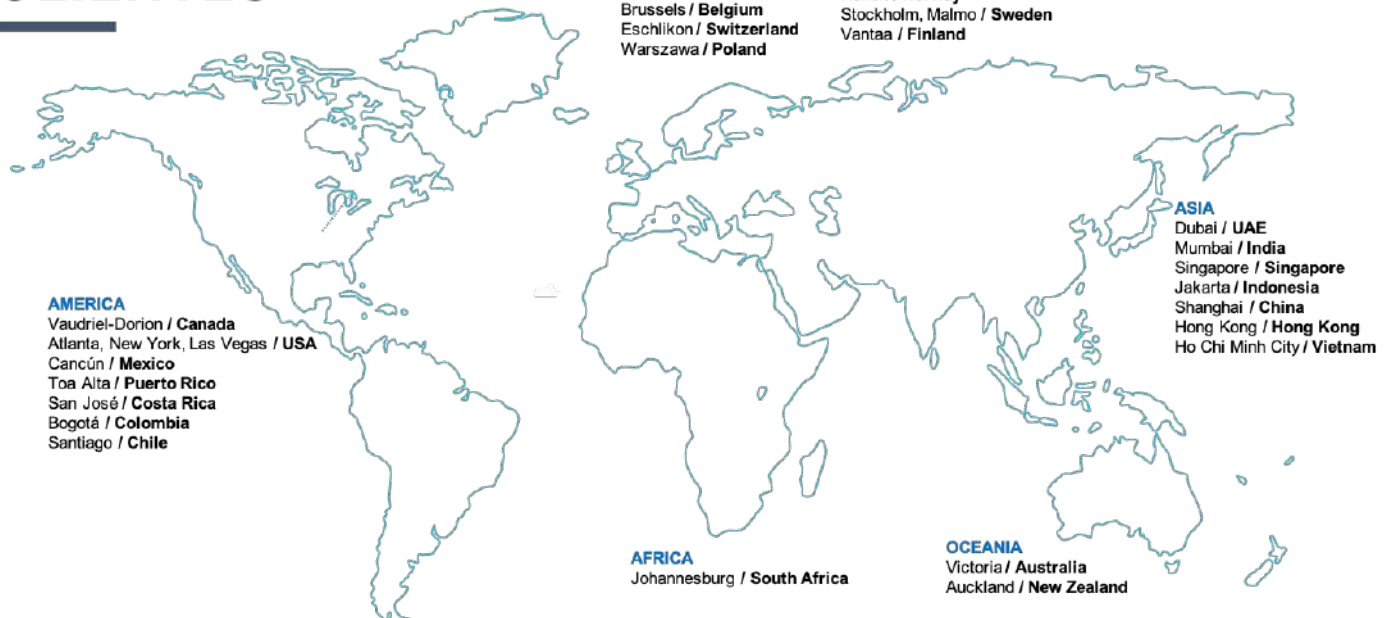 Brussels / Belgium
Eschlikon / Switzerland
Warszawa / Poland
Stockholm, Malmo / Sweden
Vantaa / Finland
ASIA
Dubai / UAE
Mumbai / India
Singapore / Singapore
Jakarta / Indonesia
Shanghai / China
Hong Kong / Hong Kong
Ho Chi Minh City / Vietnam
AMERICA
Vaudriel-Dorion / Canada
Atlanta, New York, Las Vegas / USA
Cancún / Mexico
Toa Alta / Puerto Rico
San José / Costa Rica
Bogotá / Colombia
Santiago / Chile
AFRICA
Johannesburg / South Africa
OCEANIA
Victoria / Australia
Auckland / New Zealand